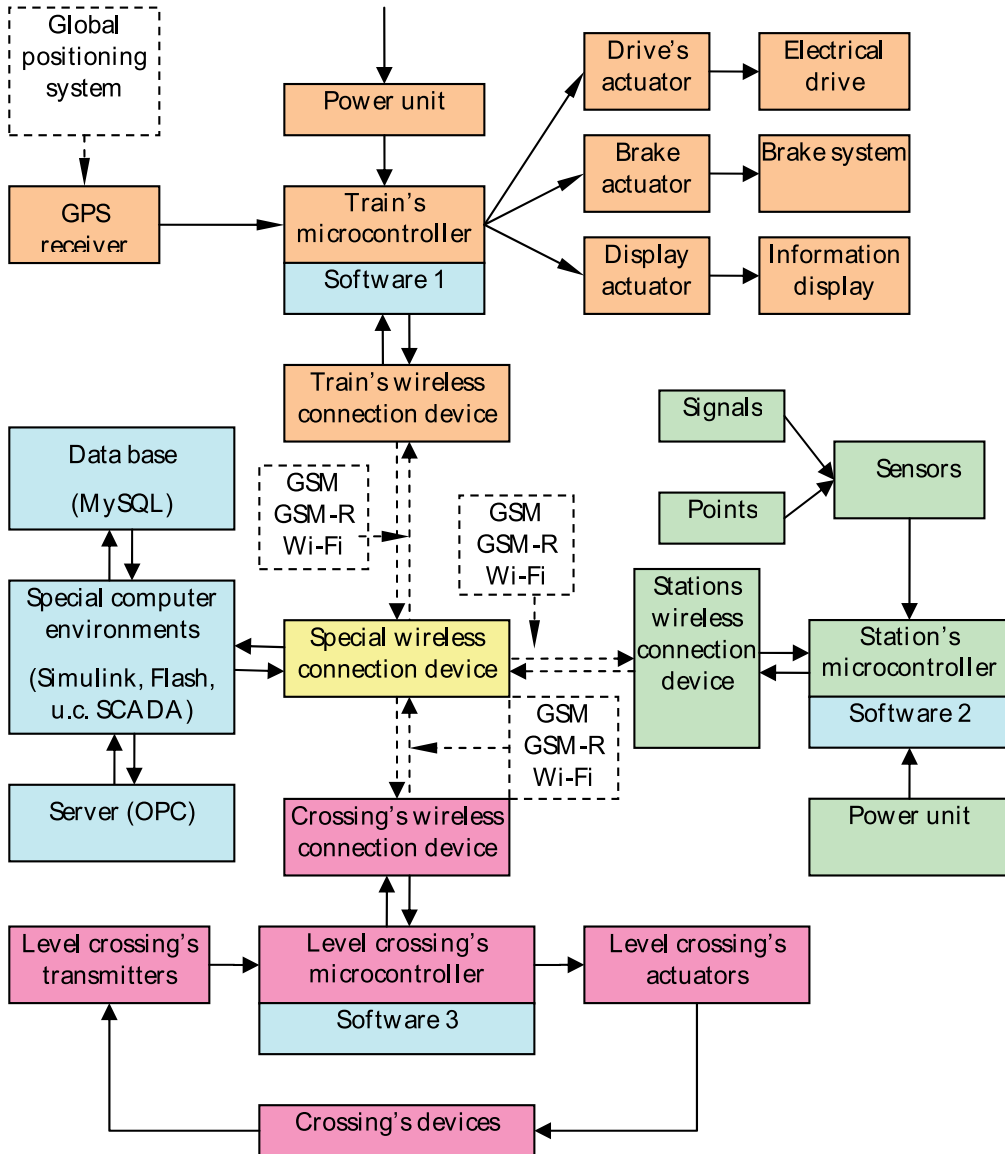 Global
positioning
system
Power unit
Drive's
actuator
Electrical
drive
Brake
actuator
Brake system
GPS
receiver
Train's
microcontroller
Software 1
Display
actuator
Information
display
Train's wireless
connection device
Signals
Sensors
Points
Data base
(MySQL)
GSM
GSM-R
Wi-Fi
GSM
GSM-R
Wi-Fi
Special computer
environments
(Simulink, Flash,
u.c. SCADA)
Special wireless
connection device
Stations
wireless
connection
device
Station's
microcontroller
Software 2
GSM
GSM-R
Wi-Fi
Server (OPC)
Crossing's wireless
connection device
Power unit
Level crossing's
transmitters
Level crossing's
microcontroller
Software 3
Level crossing's
actuators
Crossing's devices